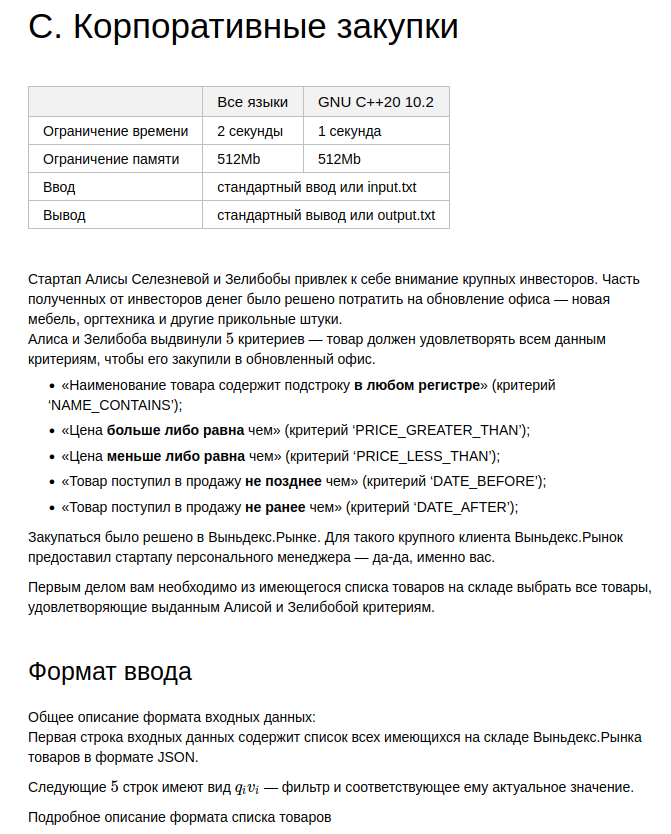 C. Корпоративные закупки
Все языки GNU C++20 10.2
Ограничение времени 2 секунды 1 секунда
Ограничение памяти 512Mb 512Mb
Ввод стандартный ввод или input.txt
Вывод стандартный вывод или output.txt
Стартап Алисы Селезневой и Зелибобы привлек к себе внимание крупных инвесторов. Часть
полученных от инвесторов денег было решено потратить на обновление офиса — новая
мебель, оргтехника и другие прикольные штуки.
Алиса и Зелибоба выдвинули 5 критериев — товар должен удовлетворять всем данным
критериям, чтобы его закупили в обновленный офис.
• «Наименование товара содержит подстроку в любом регистре» (критерий
‘NAME_CONTAINS’);
• «Цена больше либо равна чем» (критерий ‘PRICE_GREATER_THAN’);
• «Цена меньше либо равна чем» (критерий ‘PRICE_LESS_THAN’);
• «Товар поступил в продажу не позднее чем» (критерий ‘DATE_BEFORE’);
• «Товар поступил в продажу не ранее чем» (критерий ‘DATE_AFTER’);
Закупаться было решено в Выньдекс.Рынке. Для такого крупного клиента Выньдекс.Рынок
предоставил стартапу персонального менеджера — да-да, именно вас.
Первым делом вам необходимо из имеющегося списка товаров на складе выбрать все товары,
удовлетворяющие выданным Алисой и Зелибобой критериям.
Формат ввода
Общее описание формата входных данных:
Первая строка входных данных содержит список всех имеющихся на складе Выньдекс.Рынка
товаров в формате JSON.
Следующие 5 строк имеют вид qᵢvᵢ — фильтр и соответствующее ему актуальное значение.
Подробное описание формата списка товаров